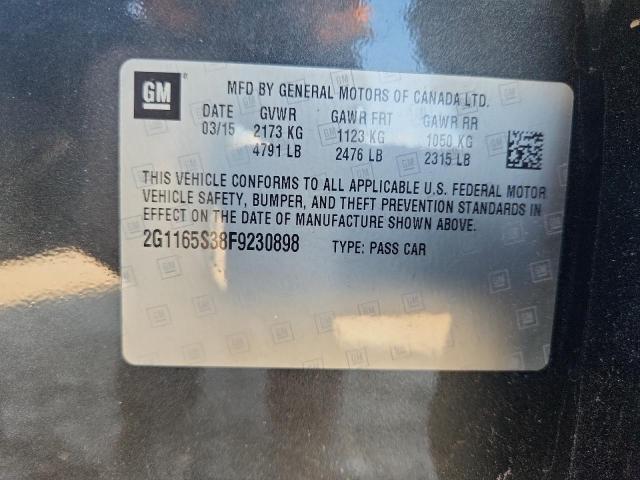 GM ®
MFD BY GENERAL MOTORS OF CANADA LTD.
DATE GVWR GAWR FRT GAWR RR
03/15 2173 KG 1123 KG 1050 KG
4791 LB 2476 LB 2315 LB
THIS VEHICLE CONFORMS TO ALL APPLICABLE U.S. FEDERAL MOTOR
VEHICLE SAFETY, BUMPER, AND THEFT PREVENTION STANDARDS IN
EFFECT ON THE DATE OF MANUFACTURE SHOWN ABOVE.
2G1165S38F9230898 TYPE: PASS CAR